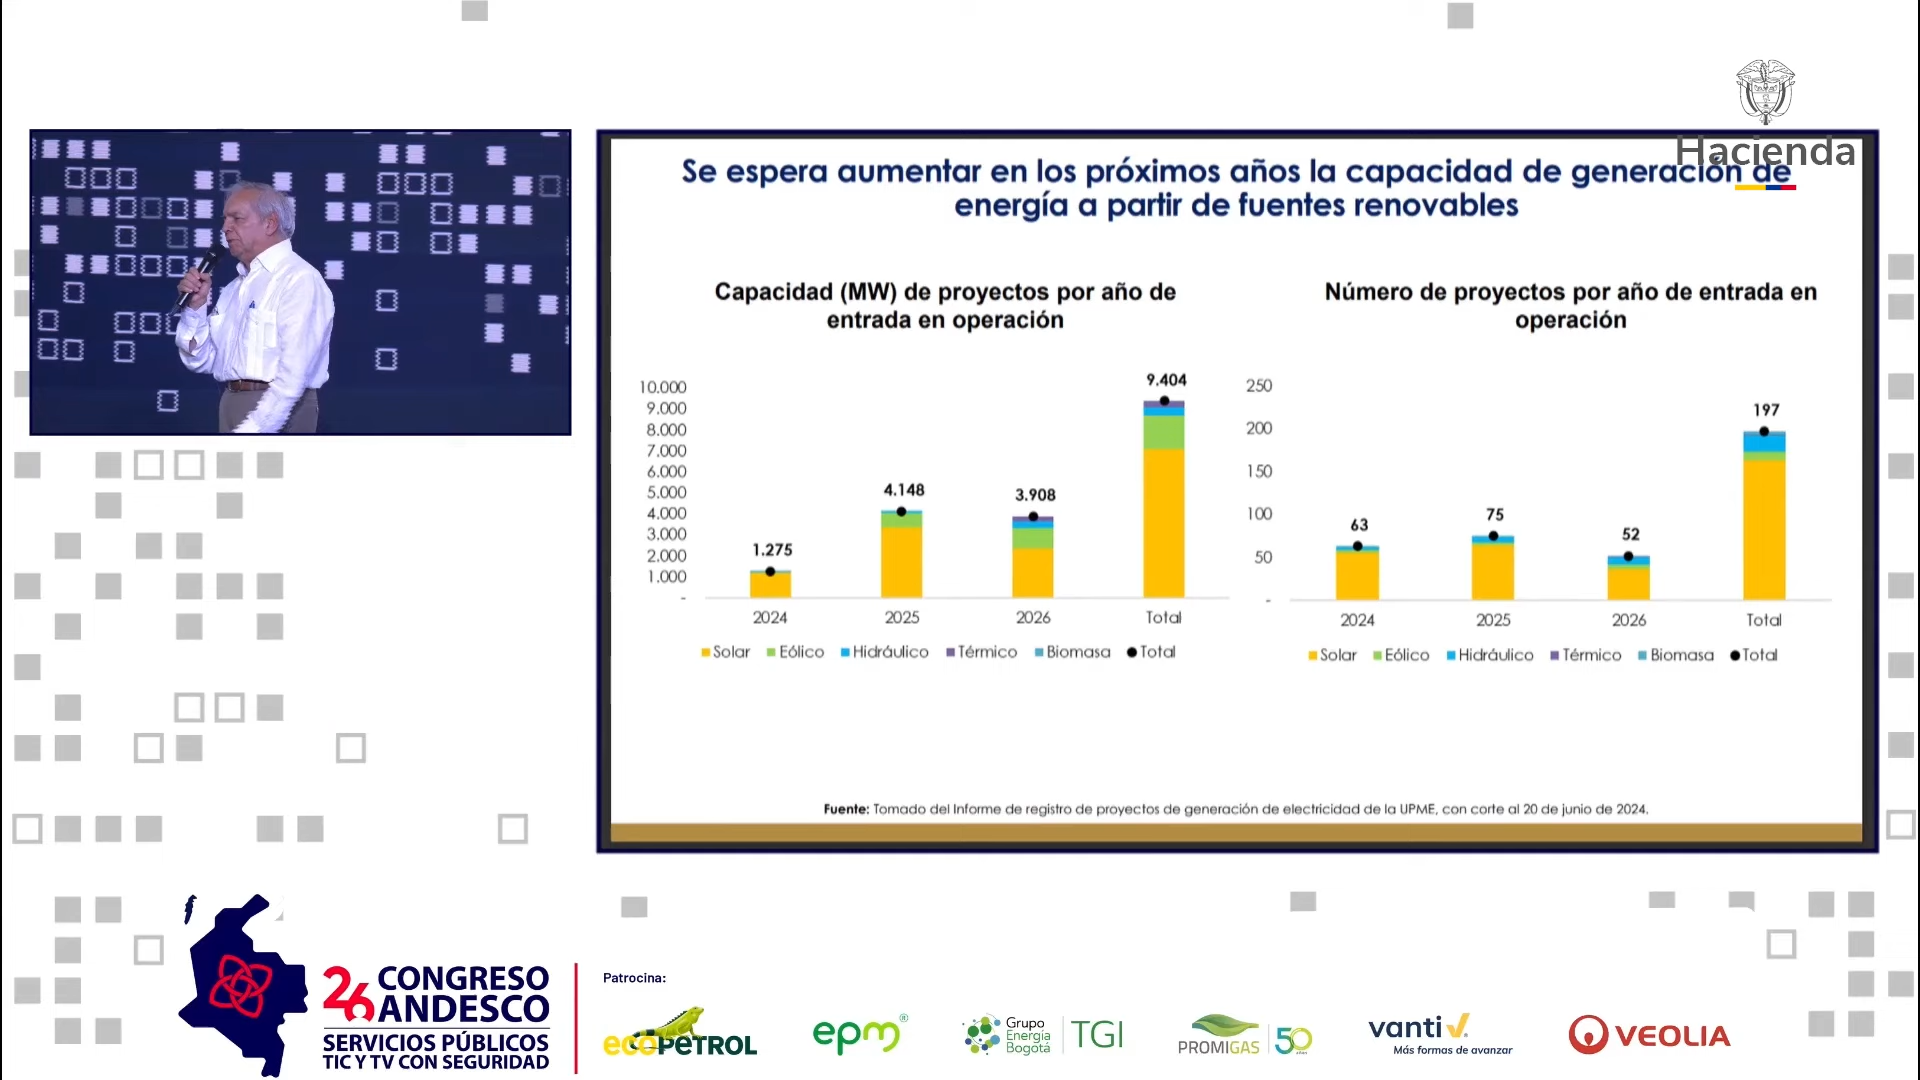 Hacienda
Se espera aumentar en los próximos años la capacidad de generación de
energía a partir de fuentes renovables
Capacidad (MW) de proyectos por año de
entrada en operación
10.000
9.000
8.000
7.000
6.000
5.000
4.000
3.000
2.000
1.000
-
1.275
4.148
3.908
9.404
2024
2025
2026
Total
Solar
Eólico
Hidráulico
Térmico
Biomasa
Total
Número de proyectos por año de entrada en
operación
250
200
150
100
50
-
63
75
52
197
2024
2025
2026
Total
Solar
Eólico
Hidráulico
Térmico
Biomasa
Total
Fuente: Tomado del Informe de registro de proyectos de generación de electricidad de la UPME, con corte al 20 de junio de 2024.
26 CONGRESO
ANDESCO
SERVICIOS PÚBLICOS
TIC Y TV CON SEGURIDAD
Patrocina:
ecoPETROL
epm®
Grupo
Energía
Bogotá
TGI
PROMIGAS
50
años
vanti
Más formas de avanzar
VEOLIA